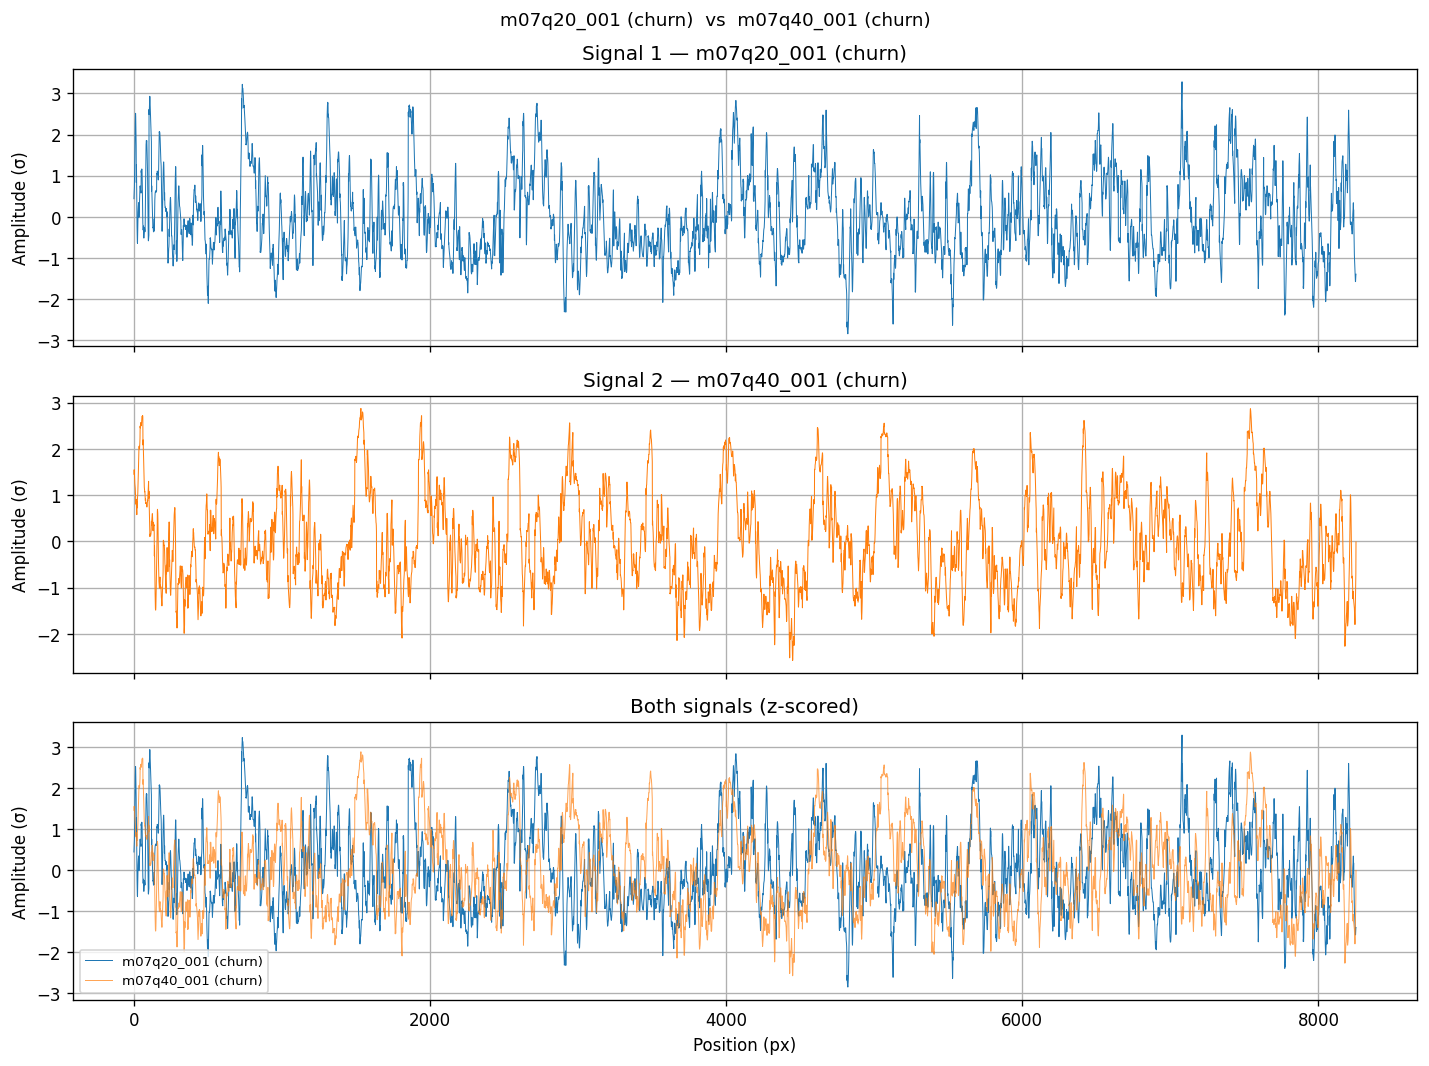 m07q20_001 (churn)  vs  m07q40_001 (churn)
Signal 1 — m07q20_001 (churn)
Amplitude (σ)
3
2
1
0
−1
−2
−3
Signal 2 — m07q40_001 (churn)
Amplitude (σ)
3
2
1
0
−1
−2
Both signals (z-scored)
Amplitude (σ)
3
2
1
0
−1
−2
−3
m07q20_001 (churn)
m07q40_001 (churn)
0 2000 4000 6000 8000
Position (px)